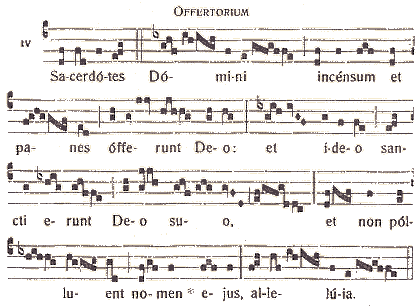 OFFERTORIUM
IV
Sa-cerdó-tes Dó- mi-ni incénsum et
pa- nes óffe- runt De-o: et i-de-o san-
cti e- runt De-o su-o, et non pól-
lu- ent no-men * e-jus, al-le- lú-ia.